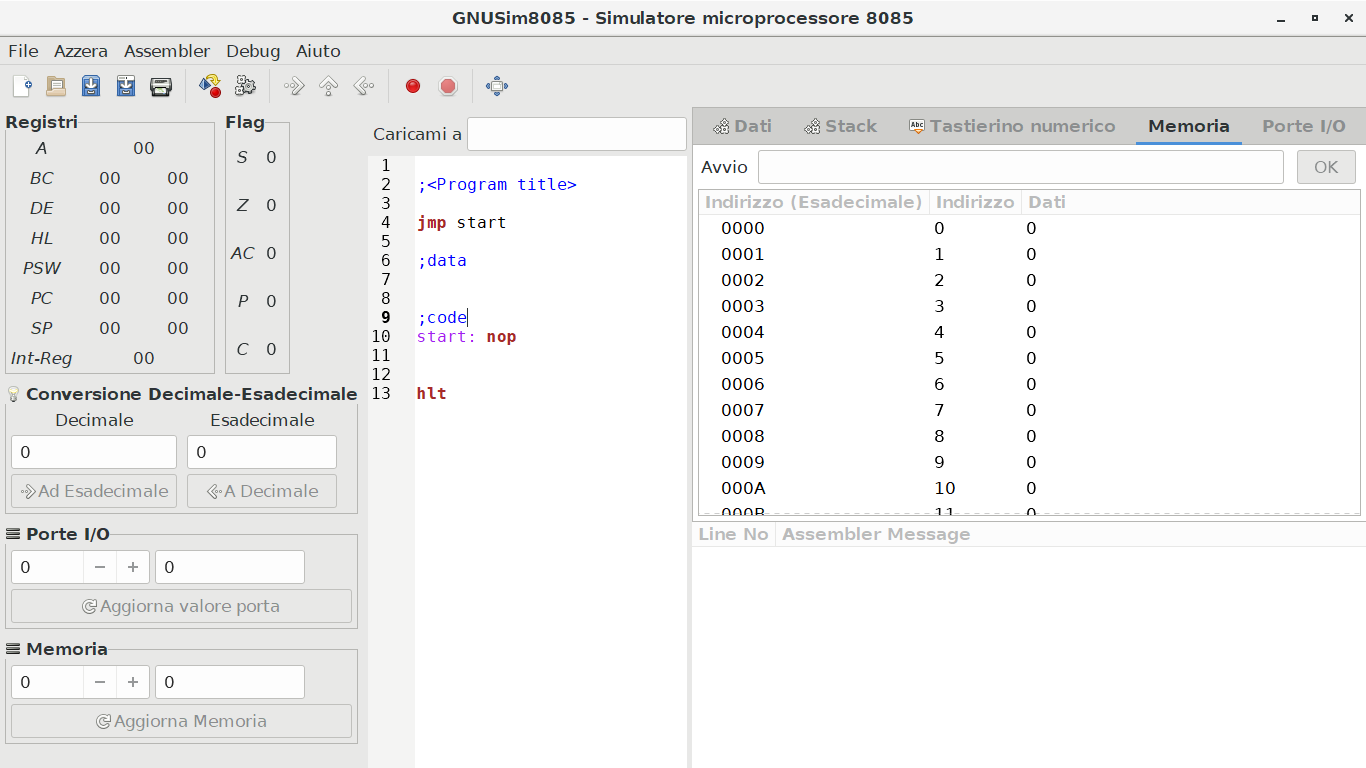 GNUSim8085 - Simulatore microprocessore 8085
File Azzera Assembler Debug Aiuto
Registri
A 00
BC 00 00
DE 00 00
HL 00 00
PSW 00 00
PC 00 00
SP 00 00
Int-Reg 00
Flag
S 0
Z 0
AC 0
P 0
C 0
Conversione Decimale-Esadecimale
Decimale Esadecimale
0 0
Ad Esadecimale A Decimale
Porte I/O
0 − + 0
Aggiorna valore porta
Memoria
0 − + 0
Aggiorna Memoria
Caricami a
1
2 ;<Program title>
3
4 jmp start
5
6 ;data
7
8
9 ;code
10 start: nop
11
12
13 hlt
Dati Stack Abc Tastierino numerico Memoria Porte I/O
Avvio OK
Indirizzo (Esadecimale) Indirizzo Dati
0000 0 0
0001 1 0
0002 2 0
0003 3 0
0004 4 0
0005 5 0
0006 6 0
0007 7 0
0008 8 0
0009 9 0
000A 10 0
000B 11 0
Line No Assembler Message